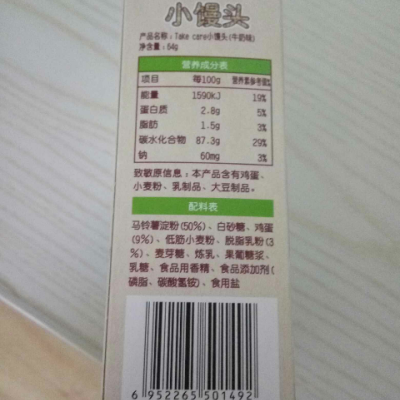 小馒头
产品名称：Take care小馒头(牛奶味)
净含量：64g
营养成分表
项目 每100g 营养素参考值%
能量 1590KJ 19%
蛋白质 2.8g 5%
脂肪 1.5g 3%
碳水化合物 87.3g 29%
钠 60mg 3%
致敏原信息：本产品含有鸡蛋、
小麦粉、乳制品、大豆制品。
配料表
马铃薯淀粉(50%)、白砂糖、鸡蛋
(9%)、低筋小麦粉、脱脂乳粉(3
%)、麦芽糖、炼乳、果葡糖浆、
乳糖、食品用香精、食品添加剂(
磷脂、碳酸氢铵)、食用盐
6 952265 501492